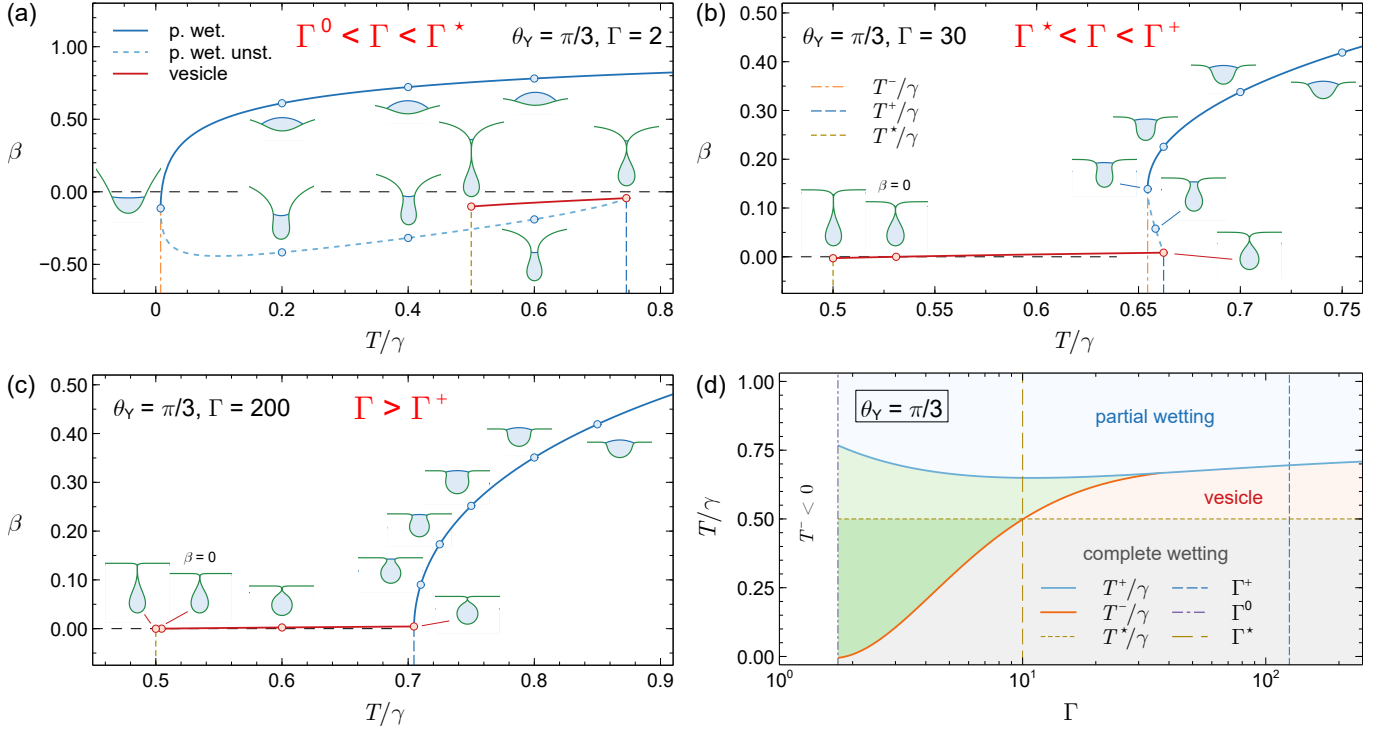 (a)
Γ⁰ < Γ < Γ*
θY = π/3, Γ = 2
p. wet.
p. wet. unst.
vesicle
1.00
0.50
0.00
−0.50
β
0
0.2
0.4
0.6
0.8
T/γ
(b)
θY = π/3, Γ = 30
Γ* < Γ < Γ⁺
T⁻/γ
T⁺/γ
T*/γ
β = 0
0.50
0.40
0.30
0.20
0.10
0.00
β
0.5
0.55
0.6
0.65
0.7
0.75
T/γ
(c)
θY = π/3, Γ = 200
Γ > Γ⁺
β = 0
0.50
0.40
0.30
0.20
0.10
0.00
β
0.5
0.6
0.7
0.8
0.9
T/γ
(d)
θY = π/3
partial wetting
vesicle
complete wetting
T⁻ < 0
T⁺/γ
T⁻/γ
T*/γ
Γ⁺
Γ⁰
Γ*
1.00
0.75
0.50
0.25
0.00
T/γ
10⁰
10¹
10²
Γ